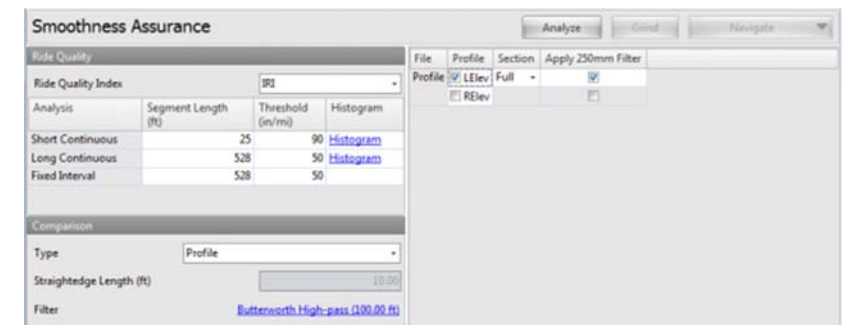 Smoothness Assurance
Analyze
Grind
Navigate
Ride Quality
Ride Quality Index IRI
Analysis Segment Length (ft) Threshold (in/mi) Histogram
Short Continuous 25 90 Histogram
Long Continuous 528 50 Histogram
Fixed Interval 528 50
Comparison
Type Profile
Straightedge Length (ft) 10.00
Filter Butterworth High-pass (100.00 ft)
File Profile Section Apply 250mm Filter
Profile LElev Full
RElev